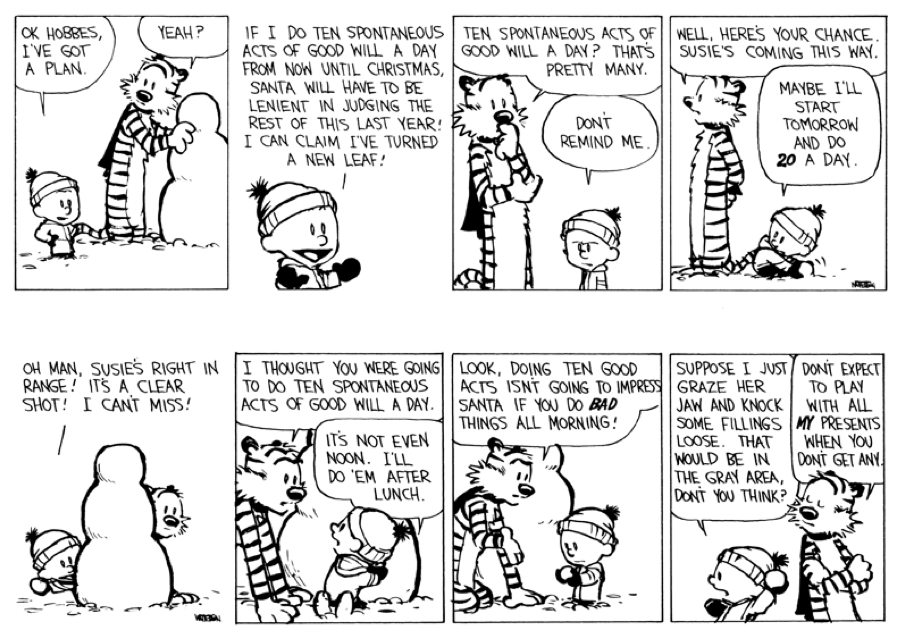 OK HOBBES,
I'VE GOT
A PLAN.
YEAH?
IF I DO TEN SPONTANEOUS
ACTS OF GOOD WILL A DAY
FROM NOW UNTIL CHRISTMAS,
SANTA WILL HAVE TO BE
LENIENT IN JUDGING THE
REST OF THIS LAST YEAR!
I CAN CLAIM I'VE TURNED
A NEW LEAF!
TEN SPONTANEOUS ACTS OF
GOOD WILL A DAY? THAT'S
PRETTY MANY.
DON'T
REMIND ME.
WELL, HERE'S YOUR CHANCE.
SUSIE'S COMING THIS WAY.
MAYBE I'LL
START
TOMORROW
AND DO
20 A DAY.
OH MAN, SUSIE'S RIGHT IN
RANGE! IT'S A CLEAR
SHOT! I CAN'T MISS!
I THOUGHT YOU WERE GOING
TO DO TEN SPONTANEOUS
ACTS OF GOOD WILL A DAY.
IT'S NOT EVEN
NOON. I'LL
DO 'EM AFTER
LUNCH.
LOOK, DOING TEN GOOD
ACTS ISN'T GOING TO IMPRESS
SANTA IF YOU DO BAD
THINGS ALL MORNING!
SUPPOSE I JUST
GRAZE HER
JAW AND KNOCK
SOME FILLINGS
LOOSE. THAT
WOULD BE IN
THE GRAY AREA,
DON'T YOU THINK?
DON'T EXPECT
TO PLAY
WITH ALL
MY PRESENTS
WHEN YOU
DON'T GET ANY.